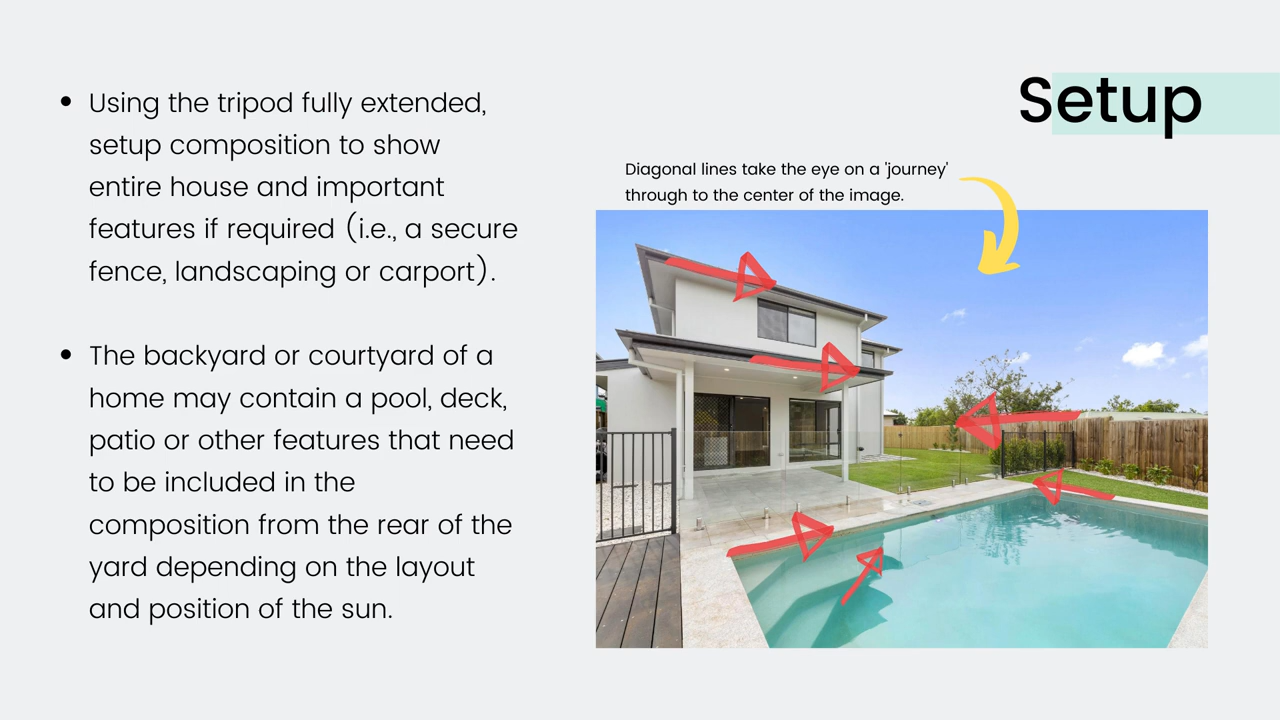 Setup
• Using the tripod fully extended,
setup composition to show
entire house and important
features if required (i.e., a secure
fence, landscaping or carport).
• The backyard or courtyard of a
home may contain a pool, deck,
patio or other features that need
to be included in the
composition from the rear of the
yard depending on the layout
and position of the sun.
Diagonal lines take the eye on a 'journey'
through to the center of the image.